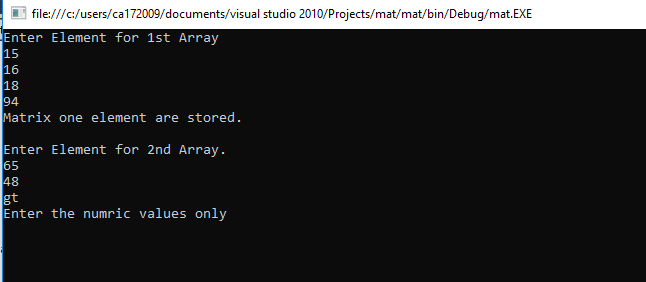 file:///c:/users/ca172009/documents/visual studio 2010/Projects/mat/mat/bin/Debug/mat.EXE
Enter Element for 1st Array
15
16
18
94
Matrix one element are stored.
Enter Element for 2nd Array.
65
48
gt
Enter the numric values only